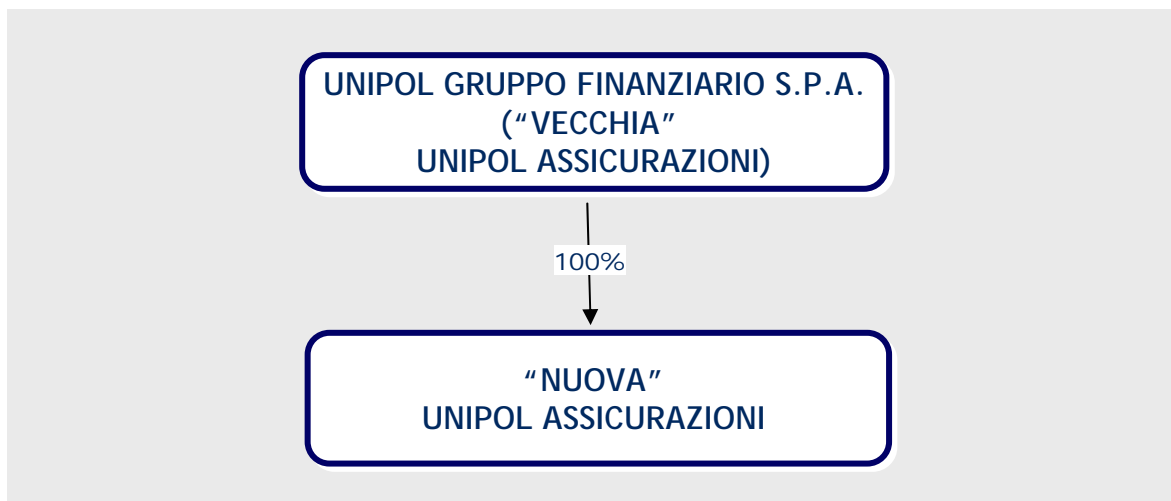 UNIPOL GRUPPO FINANZIARIO S.P.A.
(“VECCHIA”
UNIPOL ASSICURAZIONI)
100%
“NUOVA”
UNIPOL ASSICURAZIONI